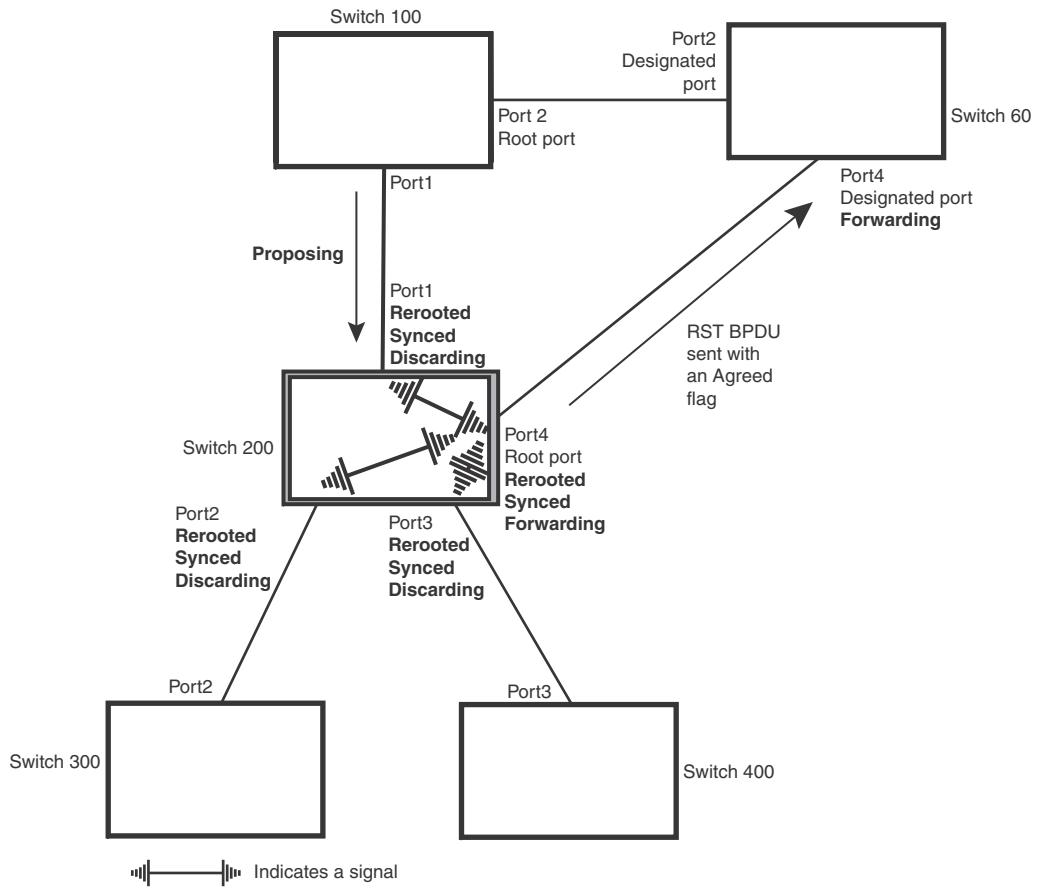 Switch 100
Port2
Designated
port
Port 2
Root port
Switch 60
Port1
Port4
Designated port
Forwarding
Proposing
Port1
Rerooted
Synced
Discarding
RST BPDU
sent with
an Agreed
flag
Switch 200
Port4
Root port
Rerooted
Synced
Forwarding
Port2
Rerooted
Synced
Discarding
Port3
Rerooted
Synced
Discarding
Port2
Port3
Switch 300
Switch 400
Indicates a signal